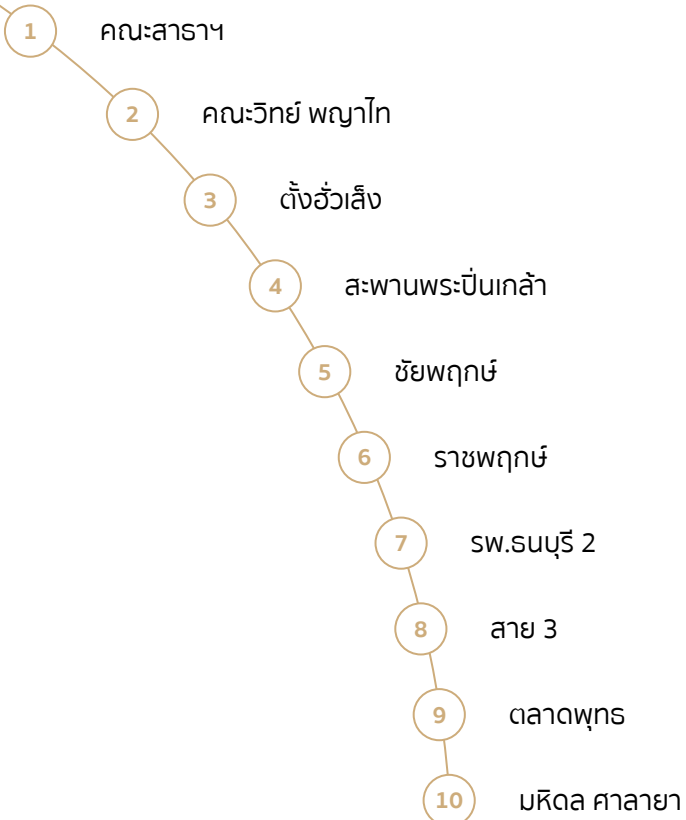 1 คณะสาธาฯ
2 คณะวิทย์ พญาไท
3 ตั้งฮั่วเส็ง
4 สะพานพระปิ่นเกล้า
5 ชัยพฤกษ์
6 ราชพฤกษ์
7 รพ.ธนบุรี 2
8 สาย 3
9 ตลาดพุทธ
10 มหิดล ศาลายา